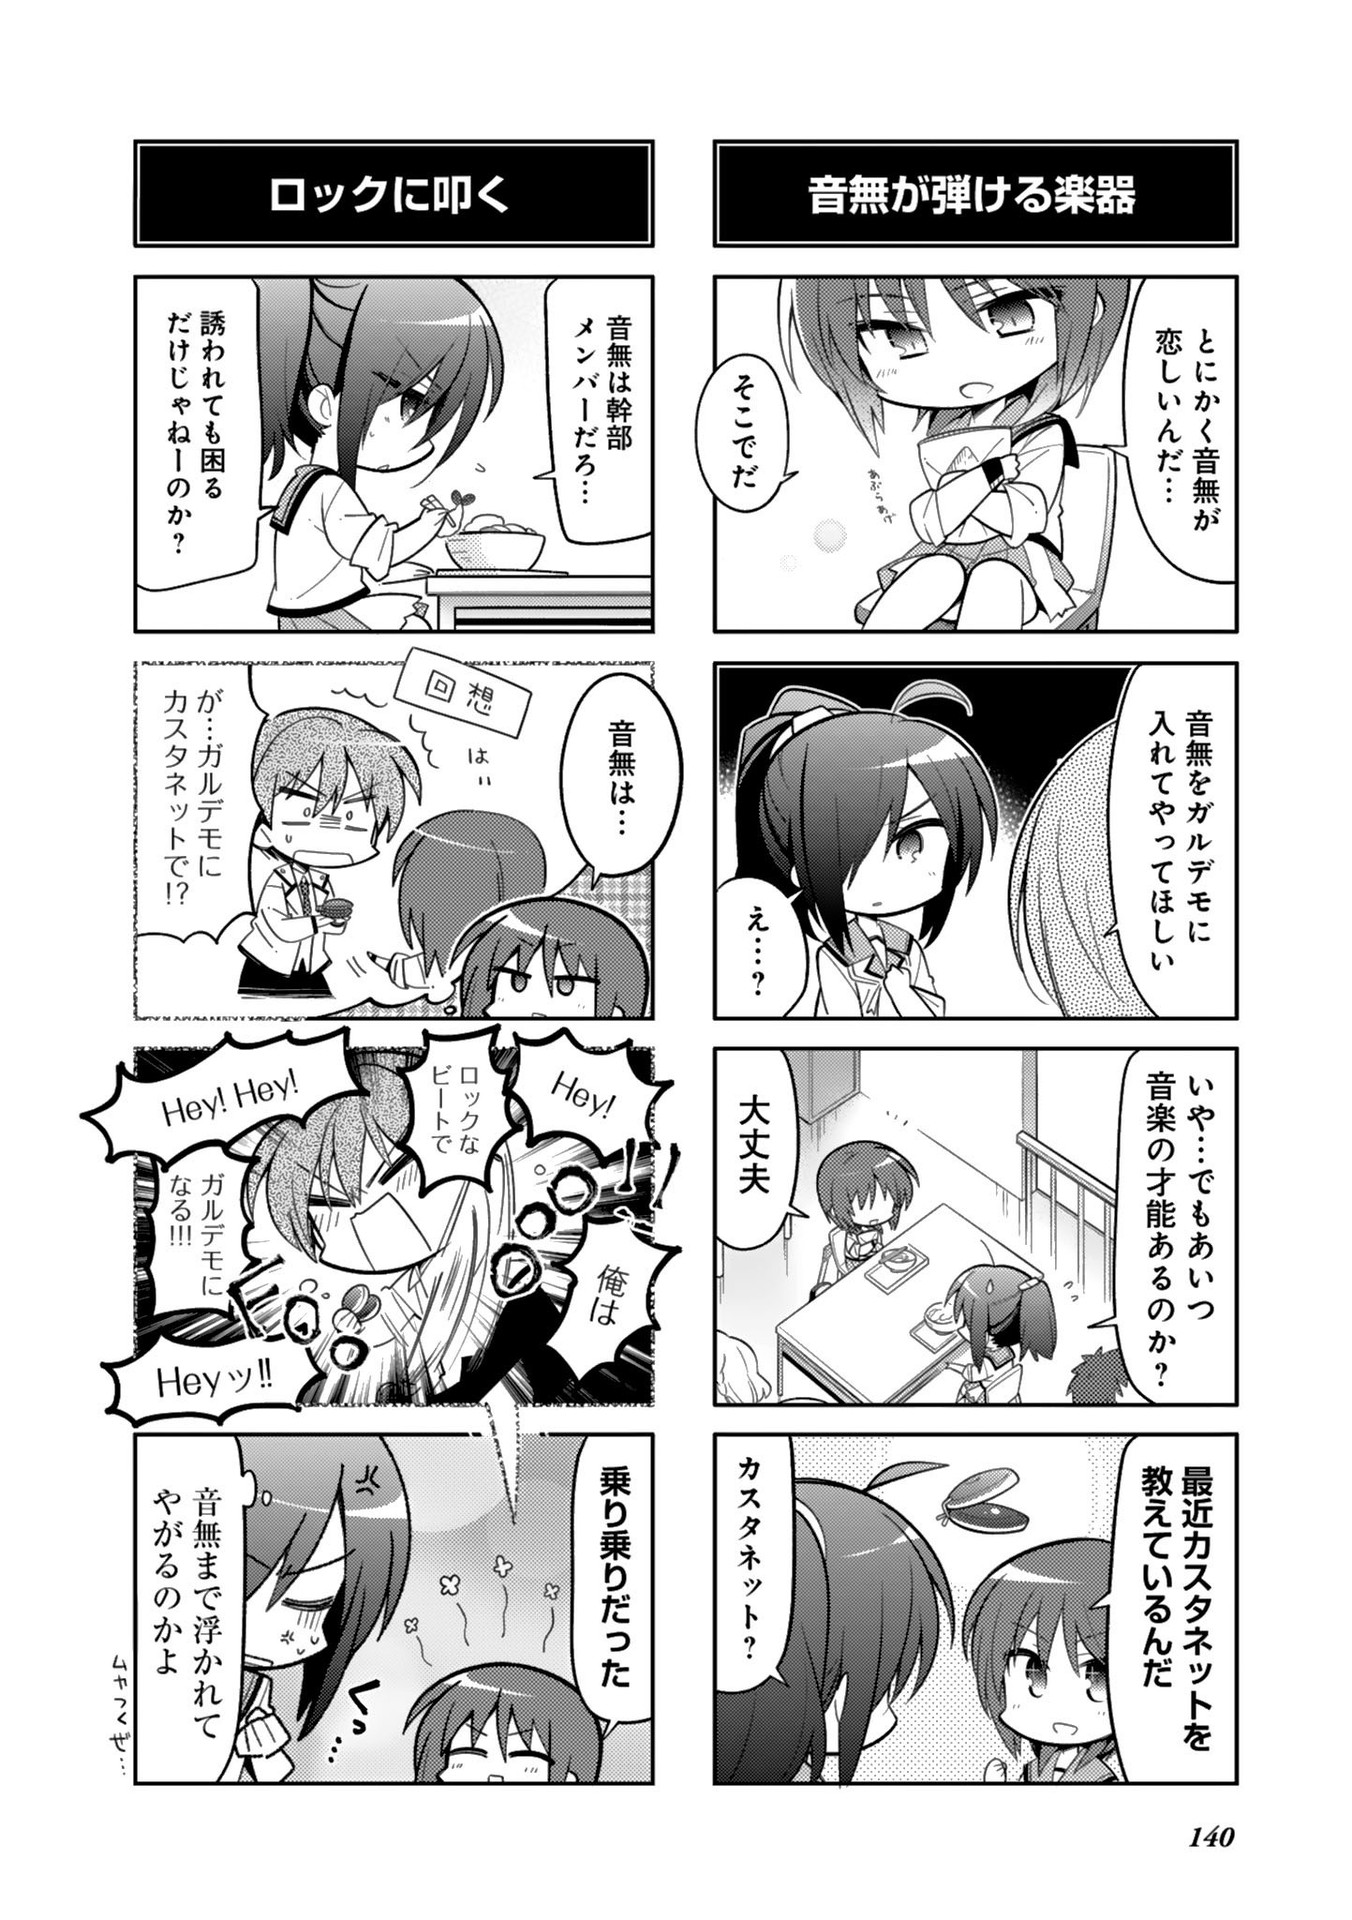 音無が弾ける楽器
とにかく音無が
恋しいんだ…
あぶらあげ
そこでだ
音無をガルデモに
入れてやってほしい
え…?
いや…でもあいつ
音楽の才能あるのか?
大丈夫
最近カスタネットを
教えているんだ
カスタネット?
ロックに叩く
音無は幹部
メンバーだろ…
誘われても困る
だけじゃねーのか?
音無は…
回想
は…
が…ガルデモに
カスタネットで!?
Hey!
ロックな
ビートで
Hey! Hey!
俺は
ガルデモに
なる!!!
Heyッ!!
乗り乗りだった
くっ…
音無まで浮かれて
やがるのかよ
ムカつくぜ…
140